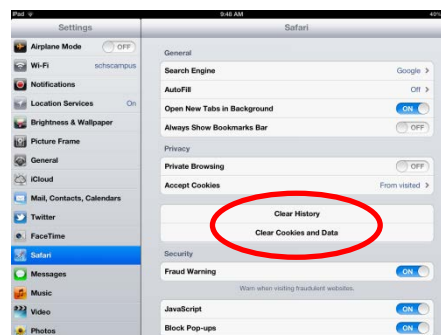 iPad 9:46 AM 40%
Settings
Safari
Airplane Mode OFF
Wi-Fi schscampus
Notifications
Location Services On
Brightness & Wallpaper
Picture Frame
General
iCloud
Mail, Contacts, Calendars
Twitter
FaceTime
Safari
Messages
Music
Video
Photos
General
Search Engine Google >
AutoFill Off >
Open New Tabs in Background ON
Always Show Bookmarks Bar OFF
Privacy
Private Browsing OFF
Accept Cookies From visited >
Clear History
Clear Cookies and Data
Security
Fraud Warning ON
Warn when visiting fraudulent websites.
JavaScript ON
Block Pop-ups ON